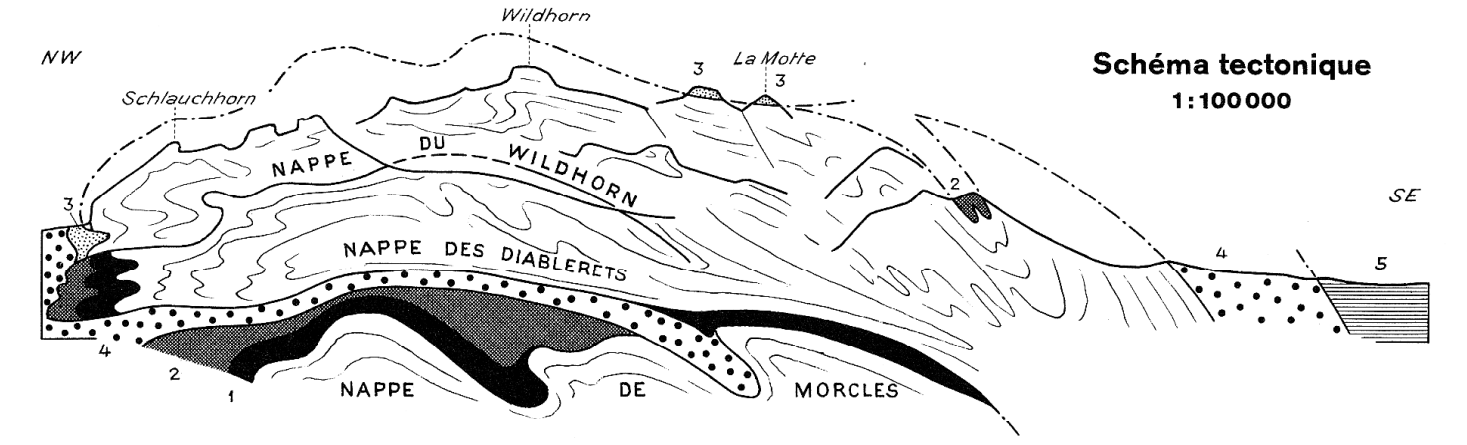 Wildhorn
NW
Schéma tectonique
1:100000
La Motte
3
3
Schlauchhorn
NAPPE DU WILDHORN
2
SE
3
NAPPE DES DIABLERETS
4
5
4
2
1
NAPPE DE MORCLES